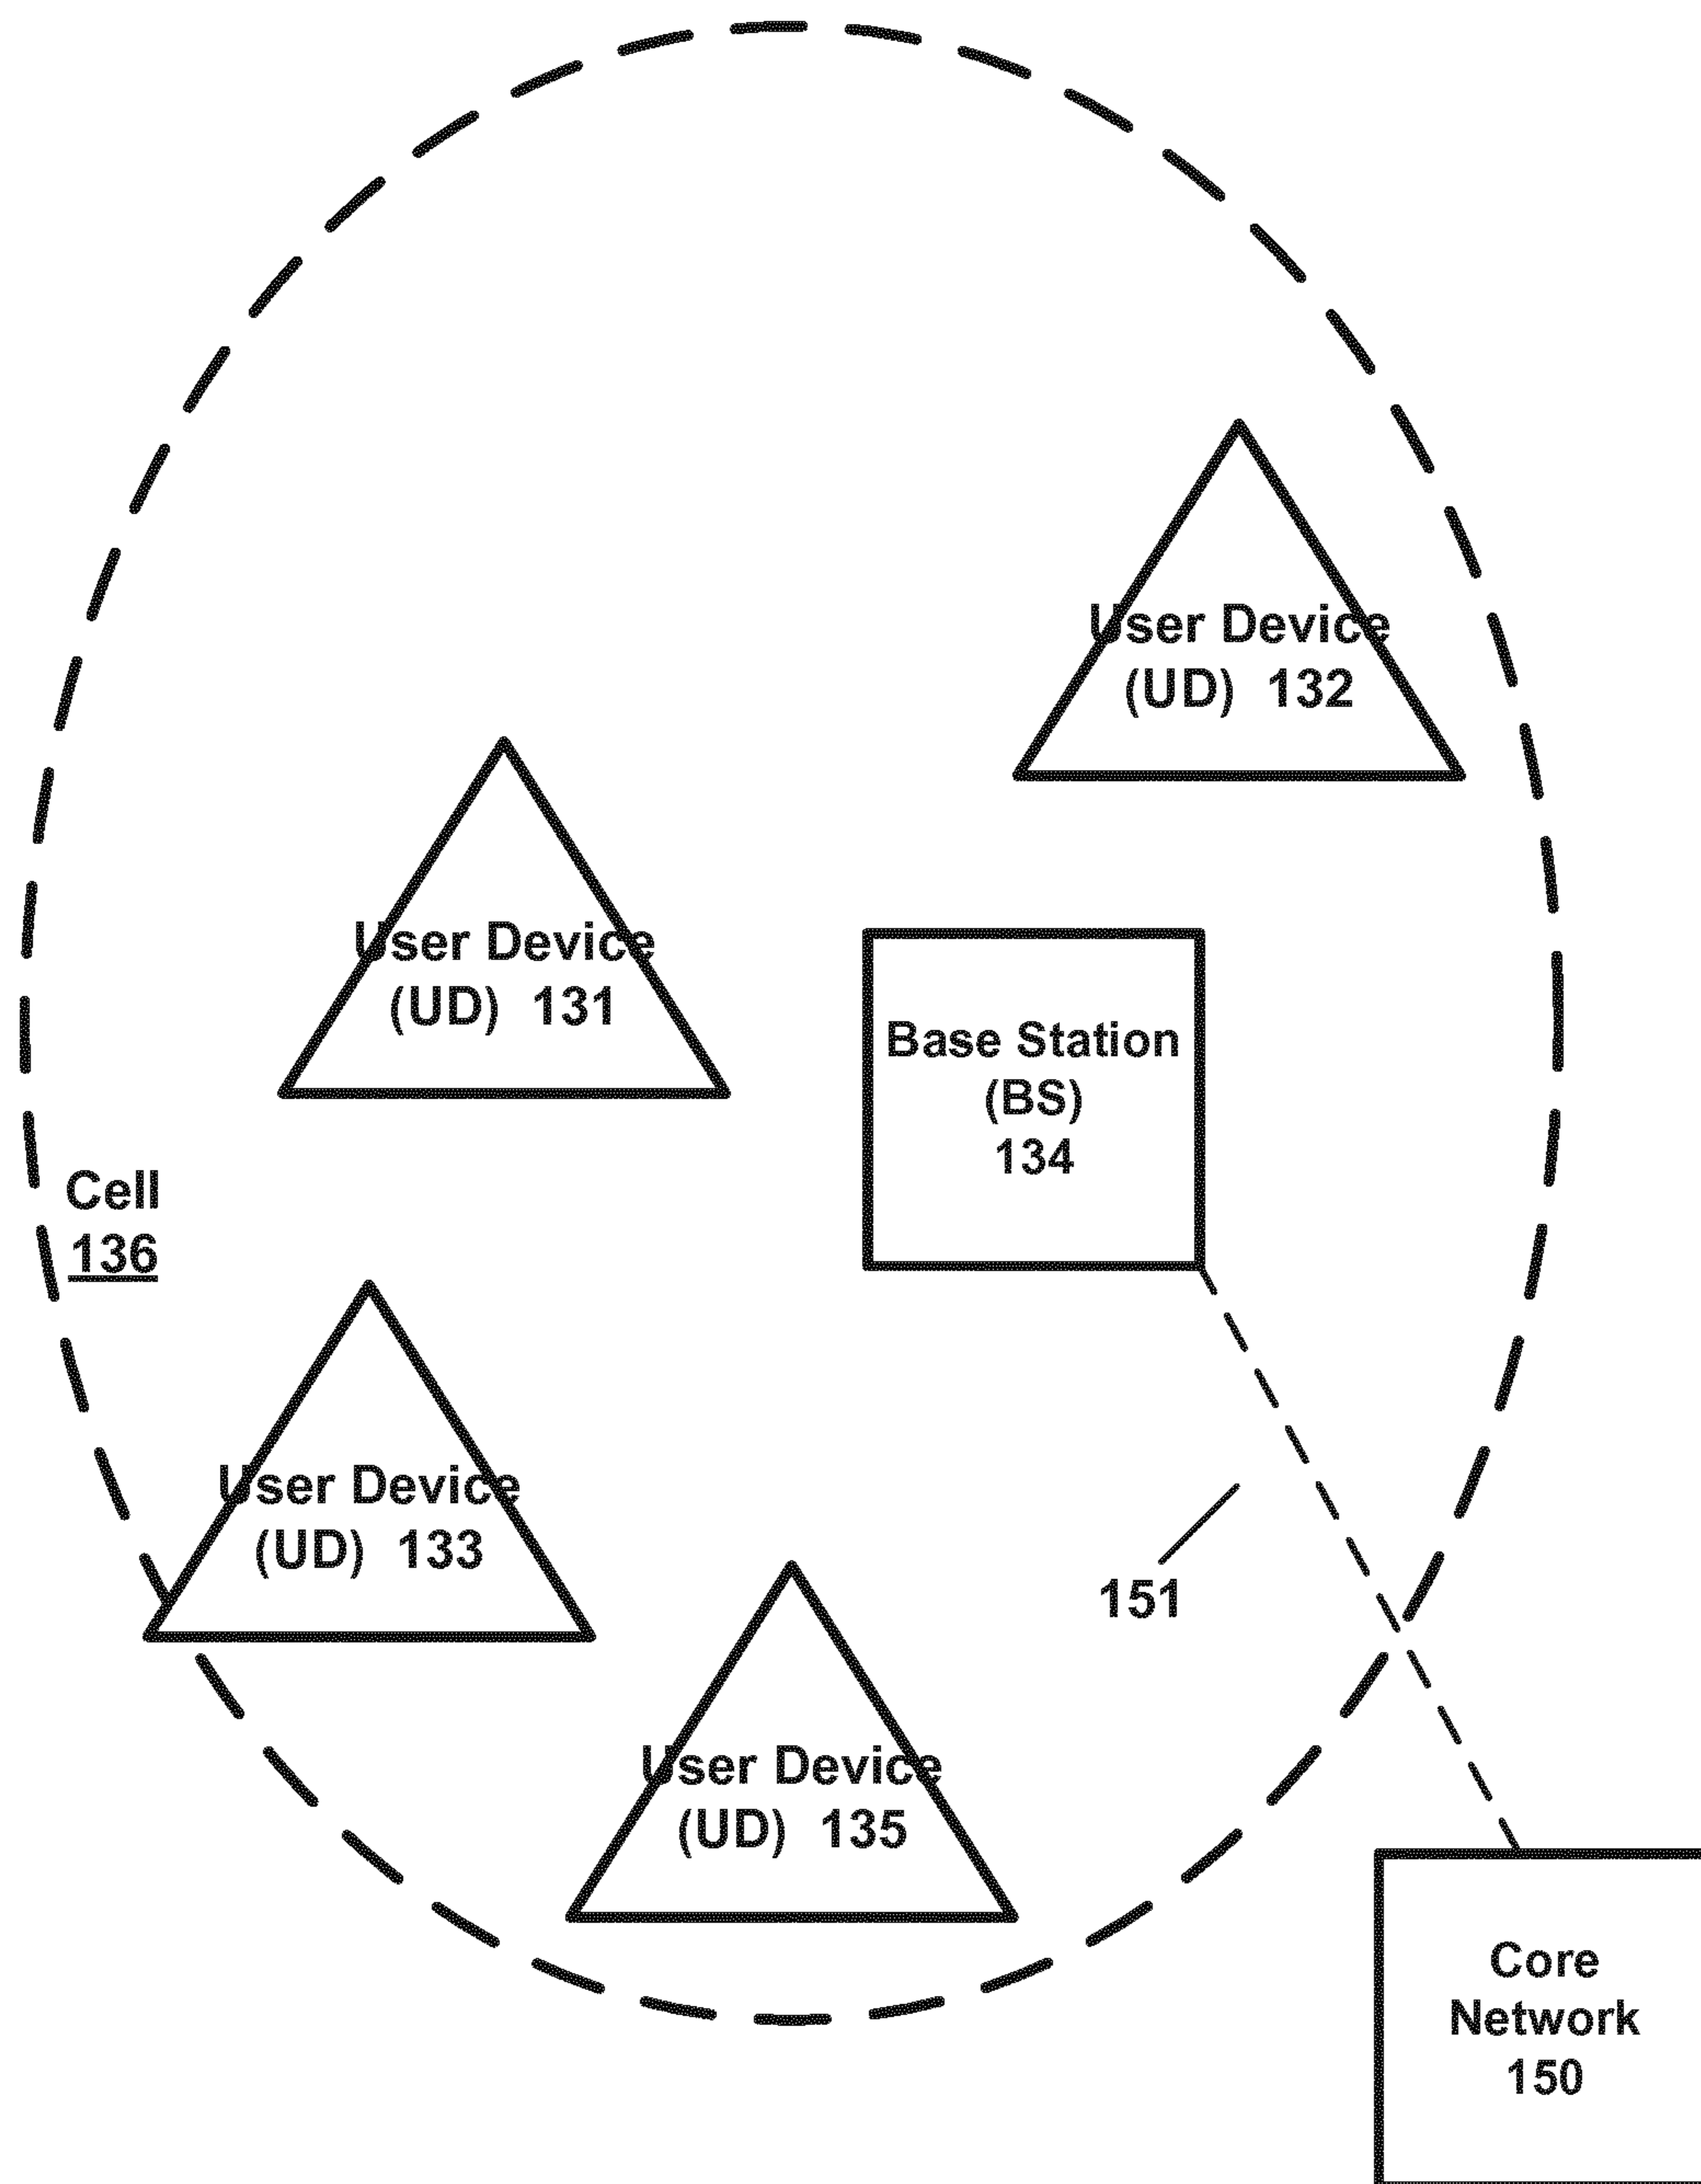 User Device
(UD) 132
User Device
(UD) 131
Base Station
(BS)
134
Cell
136
User Device
(UD) 133
151
User Device
(UD) 135
Core
Network
150